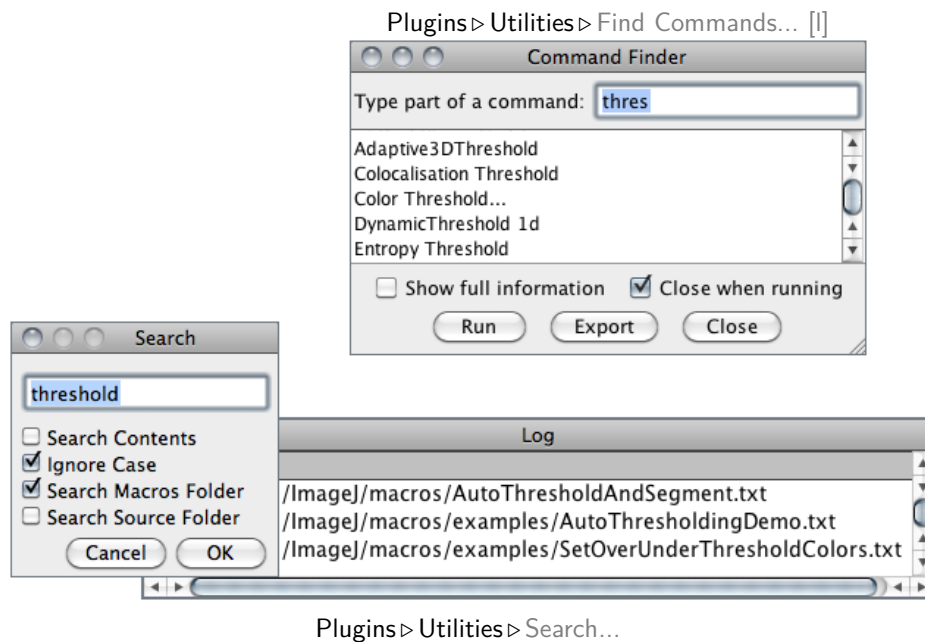 Plugins ▷ Utilities ▷ Find Commands... [l]
Command Finder
Type part of a command: thres
Adaptive3DThreshold
Colocalisation Threshold
Color Threshold...
DynamicThreshold 1d
Entropy Threshold
Show full information Close when running
Run Export Close
Search
threshold
Search Contents
Ignore Case
Search Macros Folder
Search Source Folder
Cancel OK
Log
/ImageJ/macros/AutoThresholdAndSegment.txt
/ImageJ/macros/examples/AutoThresholdingDemo.txt
/ImageJ/macros/examples/SetOverUnderThresholdColors.txt
Plugins ▷ Utilities ▷ Search...